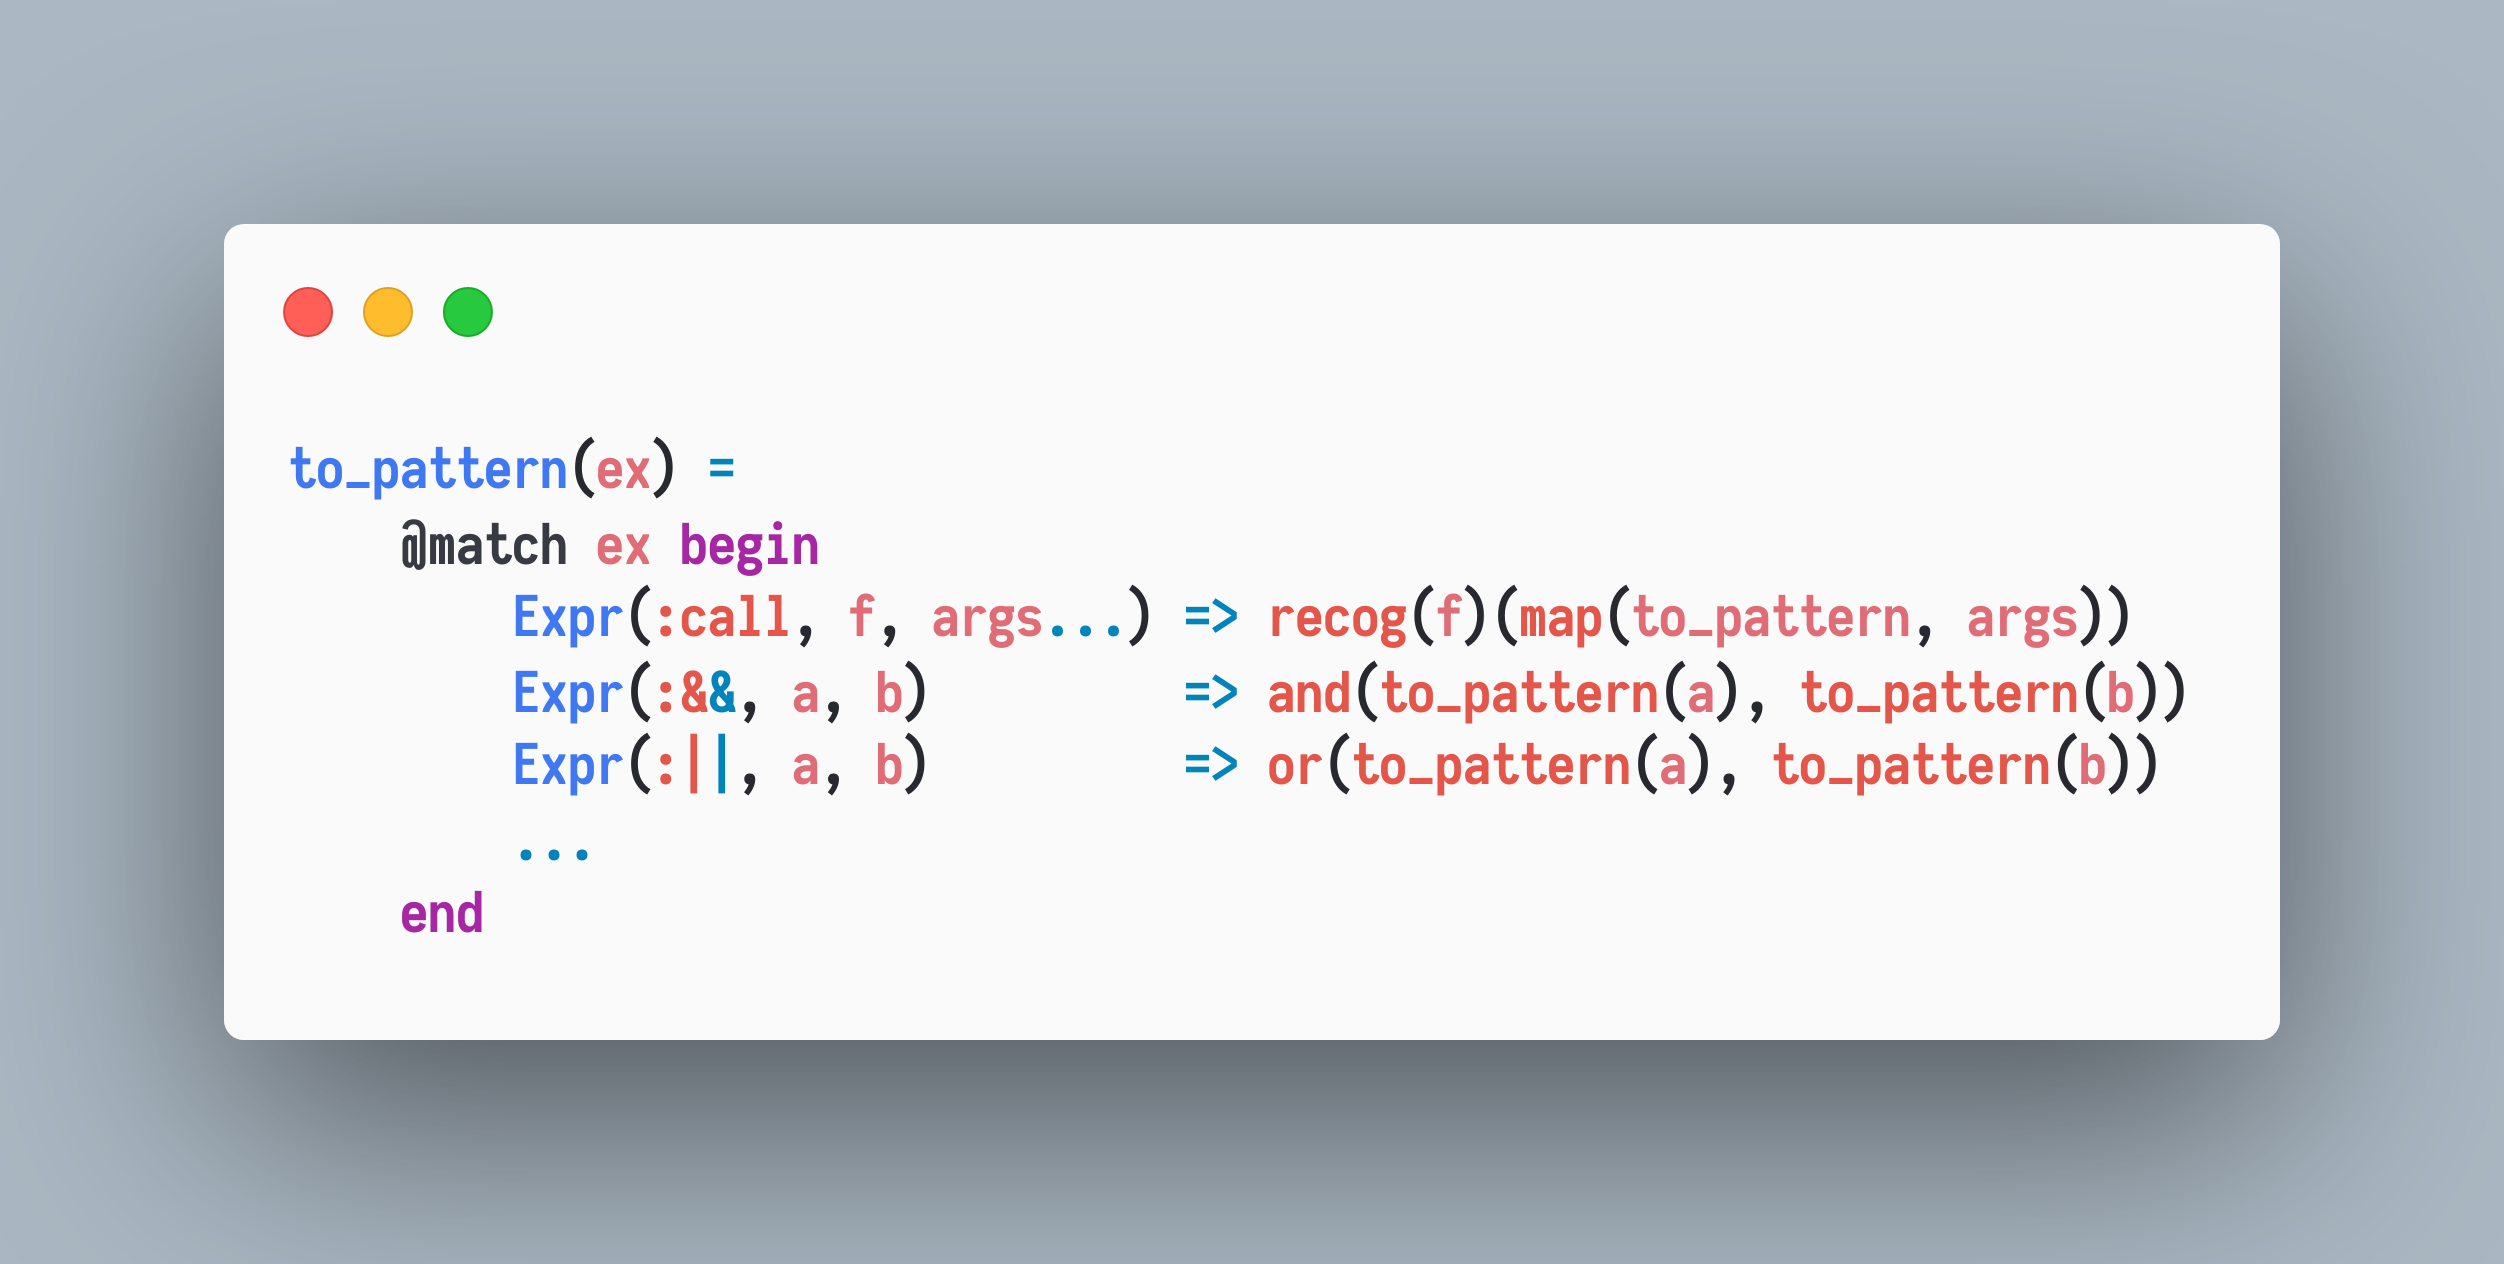 to_pattern(ex) =
    @match ex begin
        Expr(:call, f, args...) => recog(f)(map(to_pattern, args))
        Expr(:&&, a, b)         => and(to_pattern(a), to_pattern(b))
        Expr(:||, a, b)         => or(to_pattern(a), to_pattern(b))
        ...
    end